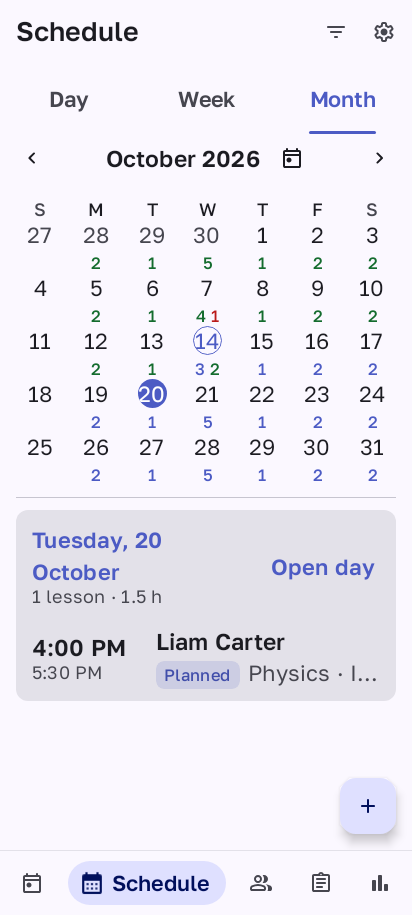 Schedule
Day Week Month
October 2026
S M T W T F S
27 28 29 30 1 2 3
2 1 5 1 2 2
4 5 6 7 8 9 10
2 1 4 1 1 2 2
11 12 13 14 15 16 17
2 1 3 2 1 2 2
18 19 20 21 22 23 24
2 1 5 1 2 2
25 26 27 28 29 30 31
2 1 5 1 2 2
Tuesday, 20
October
Open day
1 lesson · 1.5 h
4:00 PM Liam Carter
5:30 PM Planned Physics · I...
+
Schedule